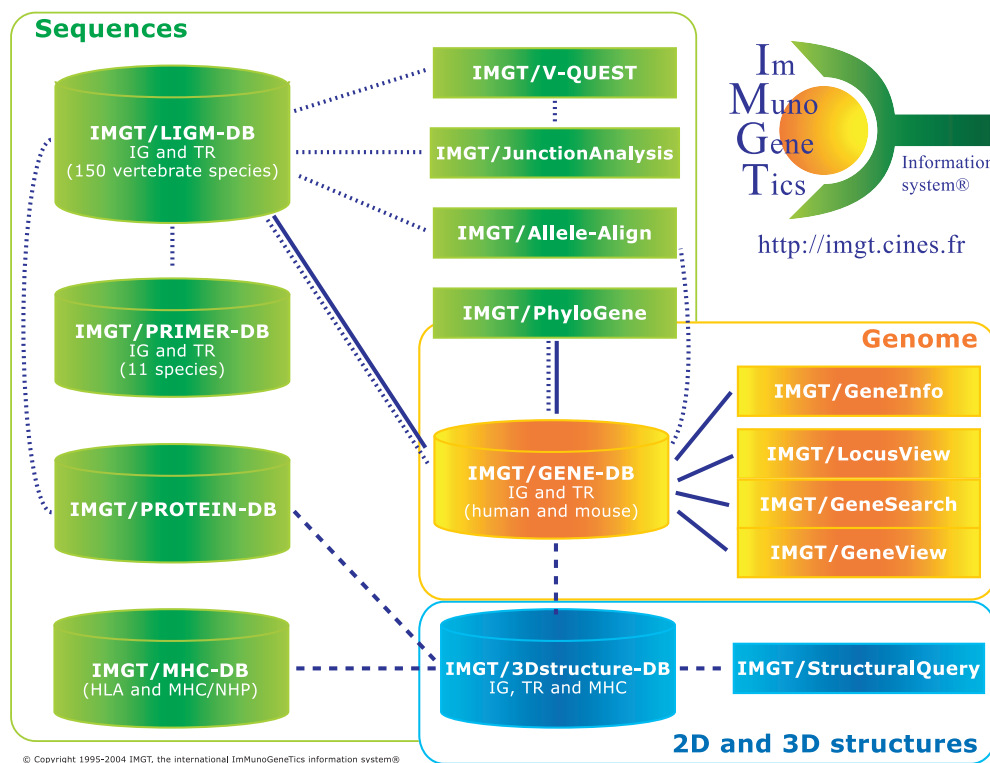 Sequences
IMGT/LIGM-DB
IG and TR
(150 vertebrate species)
IMGT/PRIMER-DB
IG and TR
(11 species)
IMGT/PROTEIN-DB
IMGT/MHC-DB
(HLA and MHC/NHP)
IMGT/V-QUEST
IMGT/JunctionAnalysis
IMGT/Allele-Align
IMGT/PhyloGene
Im
Muno
Gene
Tics
Information
system®
http://imgt.cines.fr
Genome
IMGT/GENE-DB
IG and TR
(human and mouse)
IMGT/GeneInfo
IMGT/LocusView
IMGT/GeneSearch
IMGT/GeneView
IMGT/3Dstructure-DB
IG, TR and MHC
IMGT/StructuralQuery
2D and 3D structures
© Copyright 1995-2004 IMGT, the international ImMunoGeneTics information system®